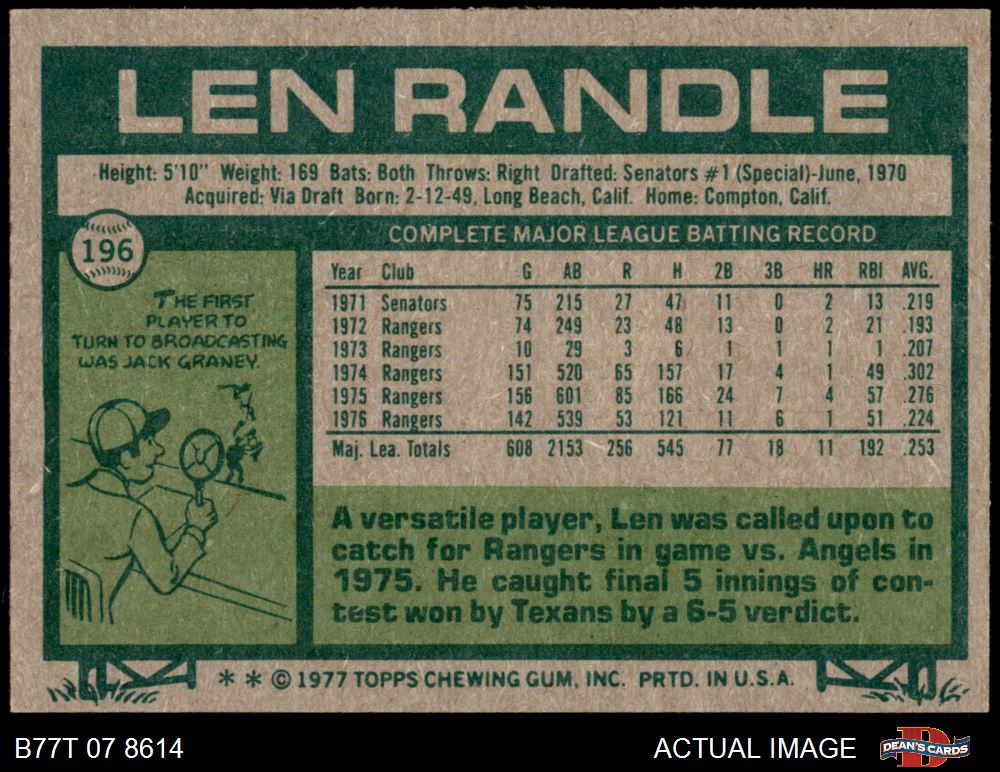 LEN RANDLE
Height: 5'10" Weight: 169 Bats: Both Throws: Right Drafted: Senators #1 (Special)-June, 1970
Acquired: Via Draft Born: 2-12-49, Long Beach, Calif. Home: Compton, Calif.
196
THE FIRST
PLAYER TO
TURN TO BROADCASTING
WAS JACK GRANEY.
COMPLETE MAJOR LEAGUE BATTING RECORD
Year Club G AB R H 2B 3B HR RBI AVG.
1971 Senators 75 215 27 47 11 0 2 13 .219
1972 Rangers 74 249 23 48 13 0 2 21 .193
1973 Rangers 10 29 3 6 1 1 1 1 .207
1974 Rangers 151 520 65 157 17 4 1 49 .302
1975 Rangers 156 601 85 166 24 7 4 57 .276
1976 Rangers 142 539 53 121 11 6 1 51 .224
Maj. Lea. Totals 608 2153 256 545 77 18 11 192 .253
A versatile player, Len was called upon to
catch for Rangers in game vs. Angels in
1975. He caught final 5 innings of con-
test won by Texans by a 6-5 verdict.
* * © 1977 TOPPS CHEWING GUM, INC. PRTD. IN U.S.A.
B77T 07 8614
ACTUAL IMAGE
D
DEAN'S CARDS